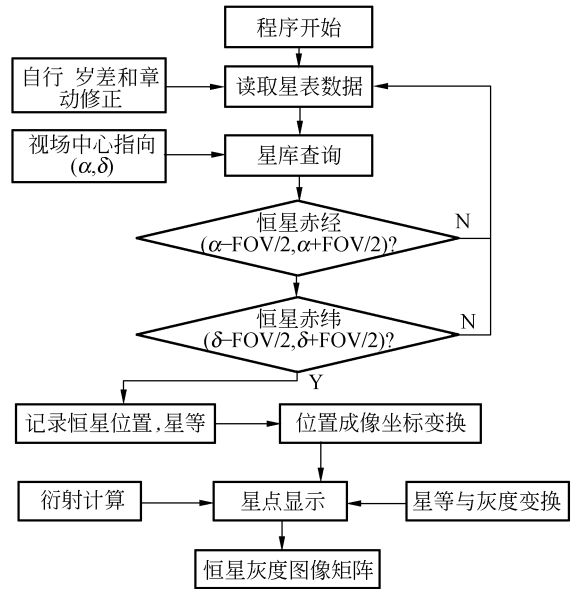 程序开始
自行 岁差和章
动修正
读取星表数据
视场中心指向
(α,δ)
星库查询
恒星赤经
(α−FOV/2,α+FOV/2)?
N
恒星赤纬
(δ−FOV/2,δ+FOV/2)?
N
Y
记录恒星位置,星等
位置成像坐标变换
衍射计算
星点显示
星等与灰度变换
恒星灰度图像矩阵